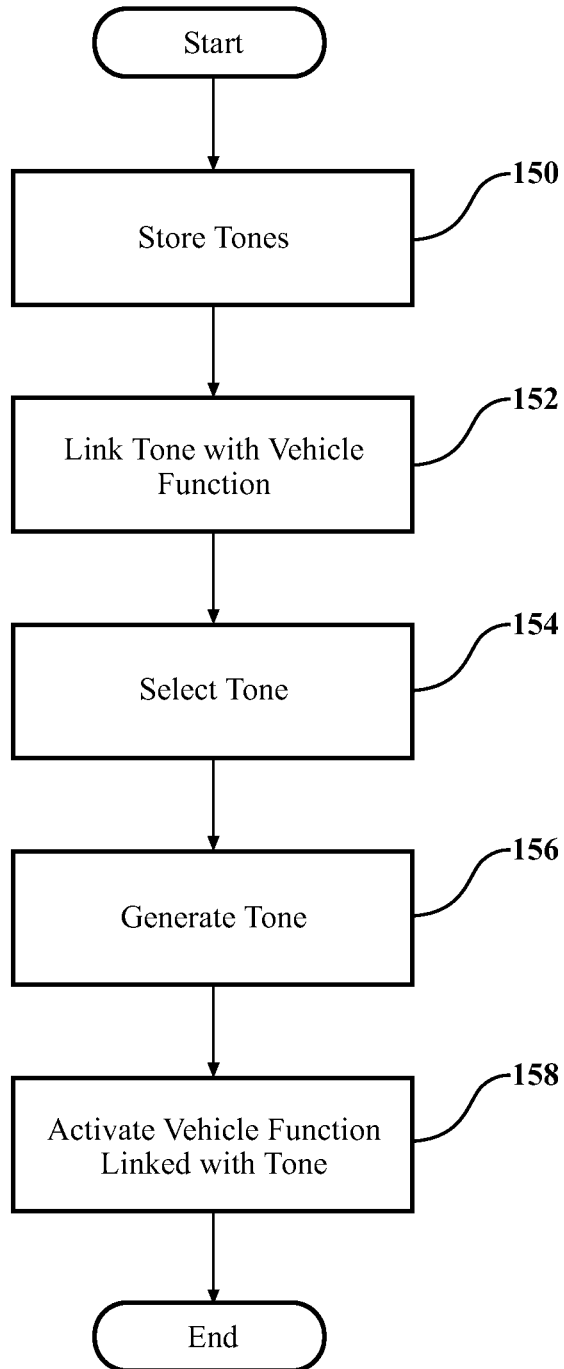 Start
150
Store Tones
152
Link Tone with Vehicle
Function
154
Select Tone
156
Generate Tone
158
Activate Vehicle Function
Linked with Tone
End